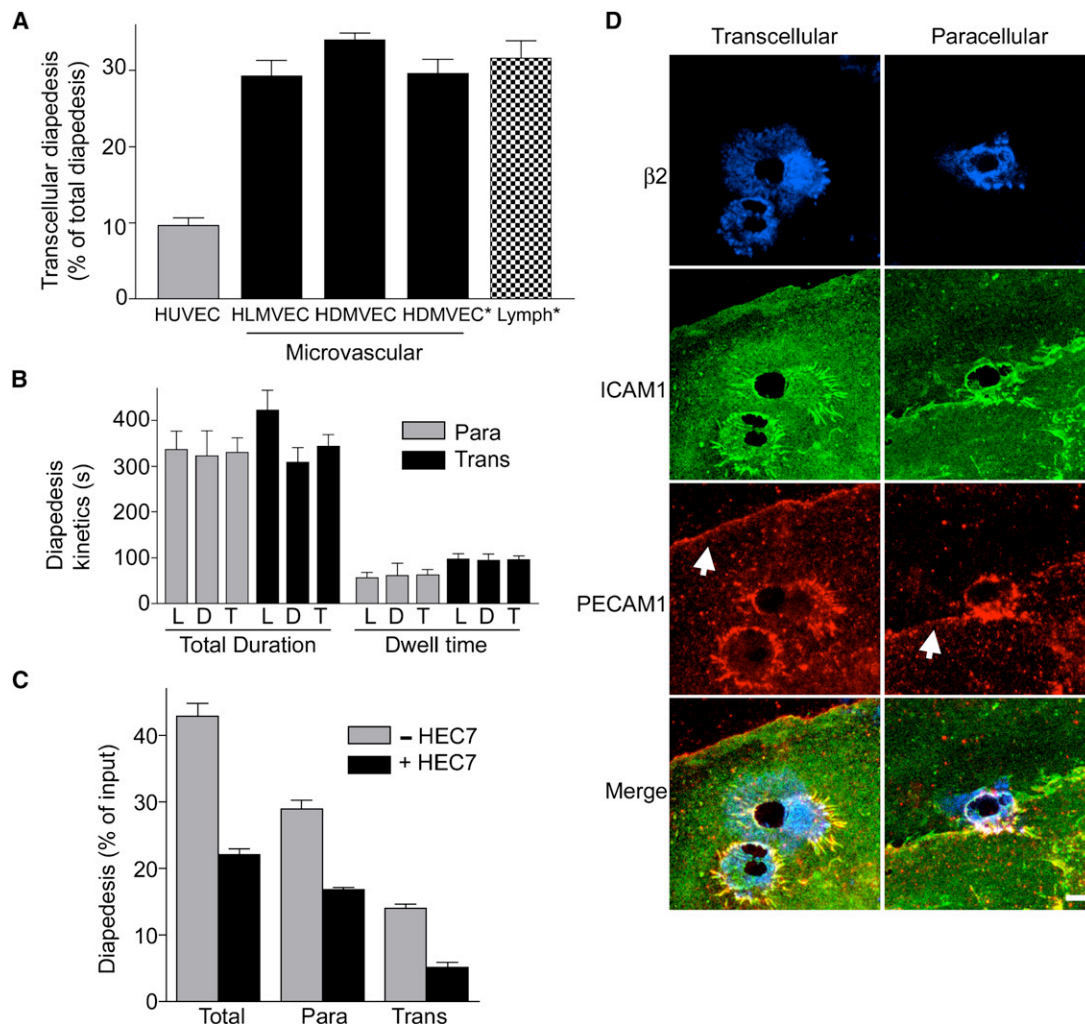 A
Transcellular diapedesis
(% of total diapedesis)
30
20
10
0
HUVEC HLMVEC HDMVEC HDMVEC* Lymph*
Microvascular
B
Diapedesis
kinetics (s)
400
300
200
100
0
Para
Trans
L D T L D T L D T L D T
Total Duration Dwell time
C
Diapedesis (% of input)
40
30
20
10
0
- HEC7
+ HEC7
Total Para Trans
D
Transcellular Paracellular
β2
ICAM1
PECAM1
Merge